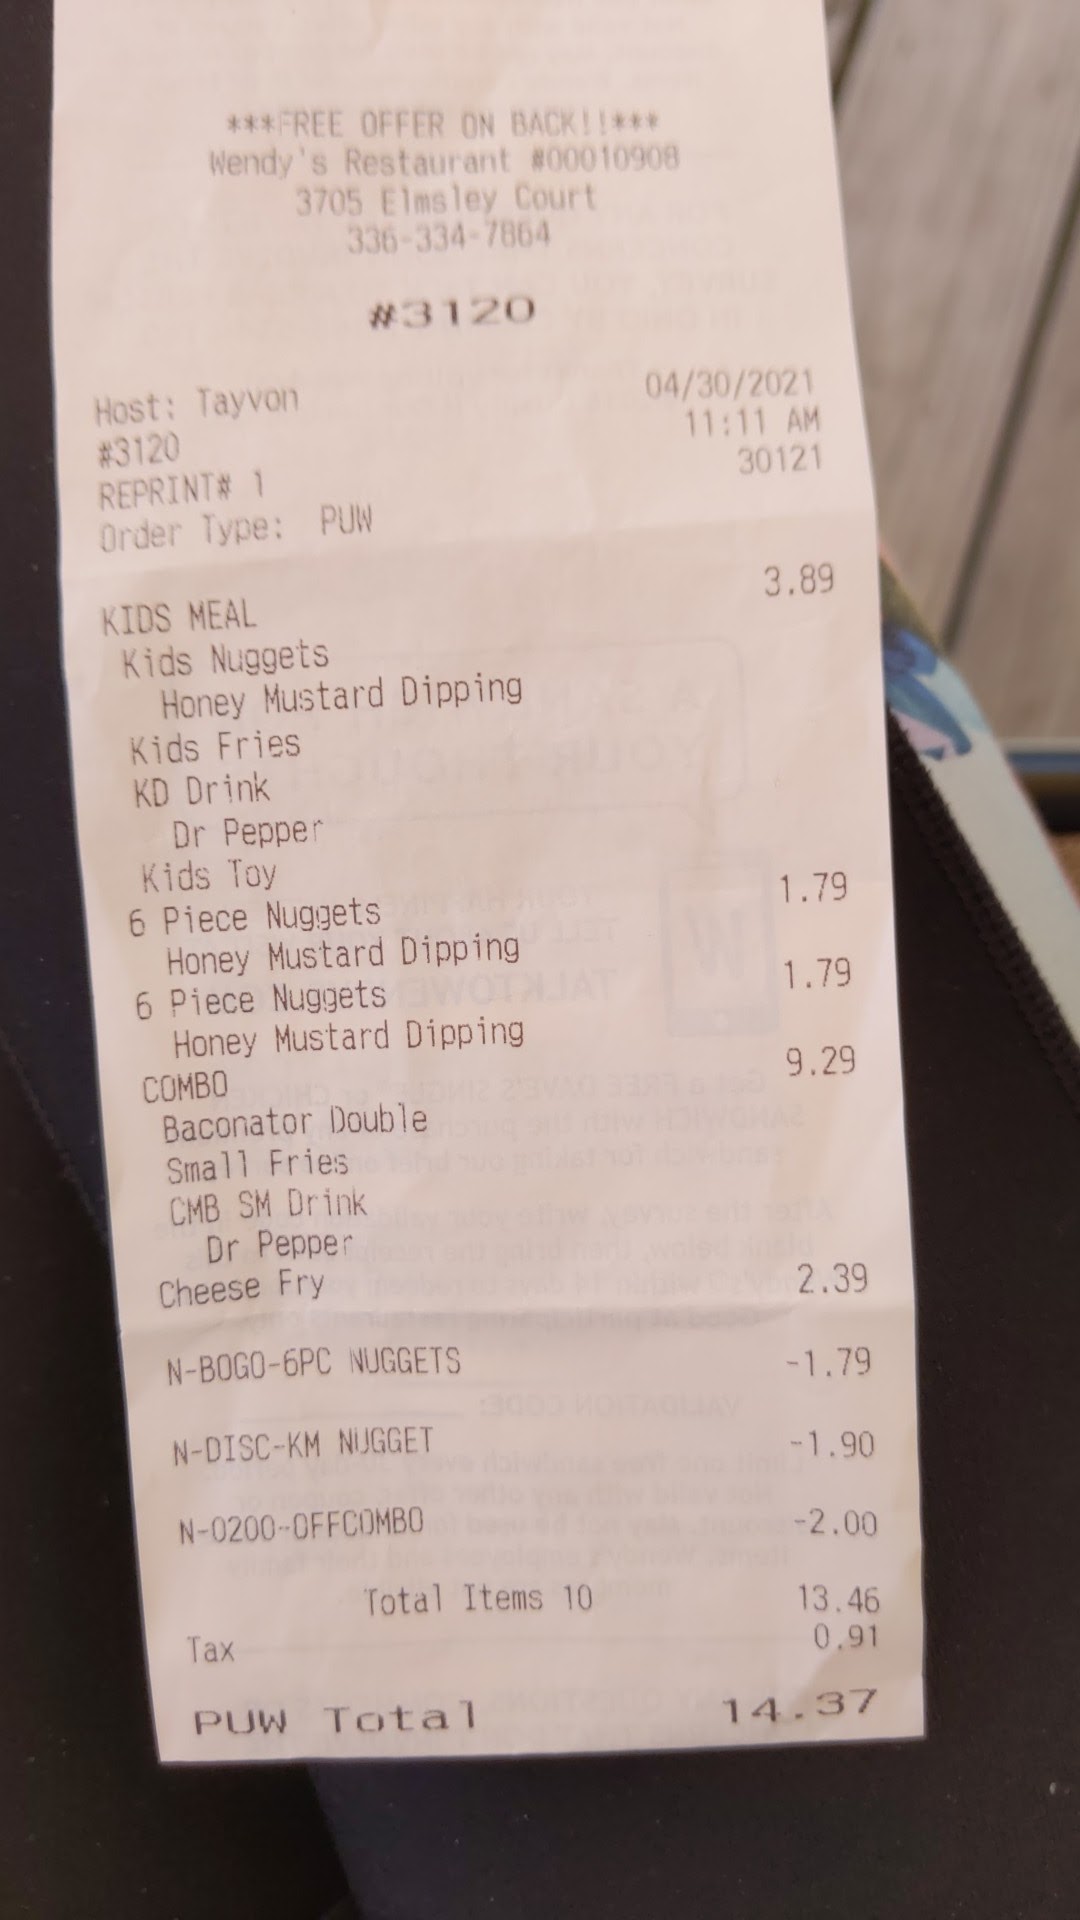 ***FREE OFFER ON BACK!!***
Wendy's Restaurant #00010908
3705 Elmsley Court
336-334-7864
#3120
Host: Tayvon 04/30/2021
#3120 11:11 AM
REPRINT# 1 30121
Order Type: PUW
KIDS MEAL 3.89
Kids Nuggets
Honey Mustard Dipping
Kids Fries
KD Drink
Dr Pepper
Kids Toy
6 Piece Nuggets 1.79
Honey Mustard Dipping
6 Piece Nuggets 1.79
Honey Mustard Dipping
COMBO 9.29
Baconator Double
Small Fries
CMB SM Drink
Dr Pepper
Cheese Fry 2.39
N-BOGO-6PC NUGGETS -1.79
N-DISC-KM NUGGET -1.90
N-0200-OFFCOMBO -2.00
Total Items 10 13.46
Tax 0.91
PUW Total 14.37